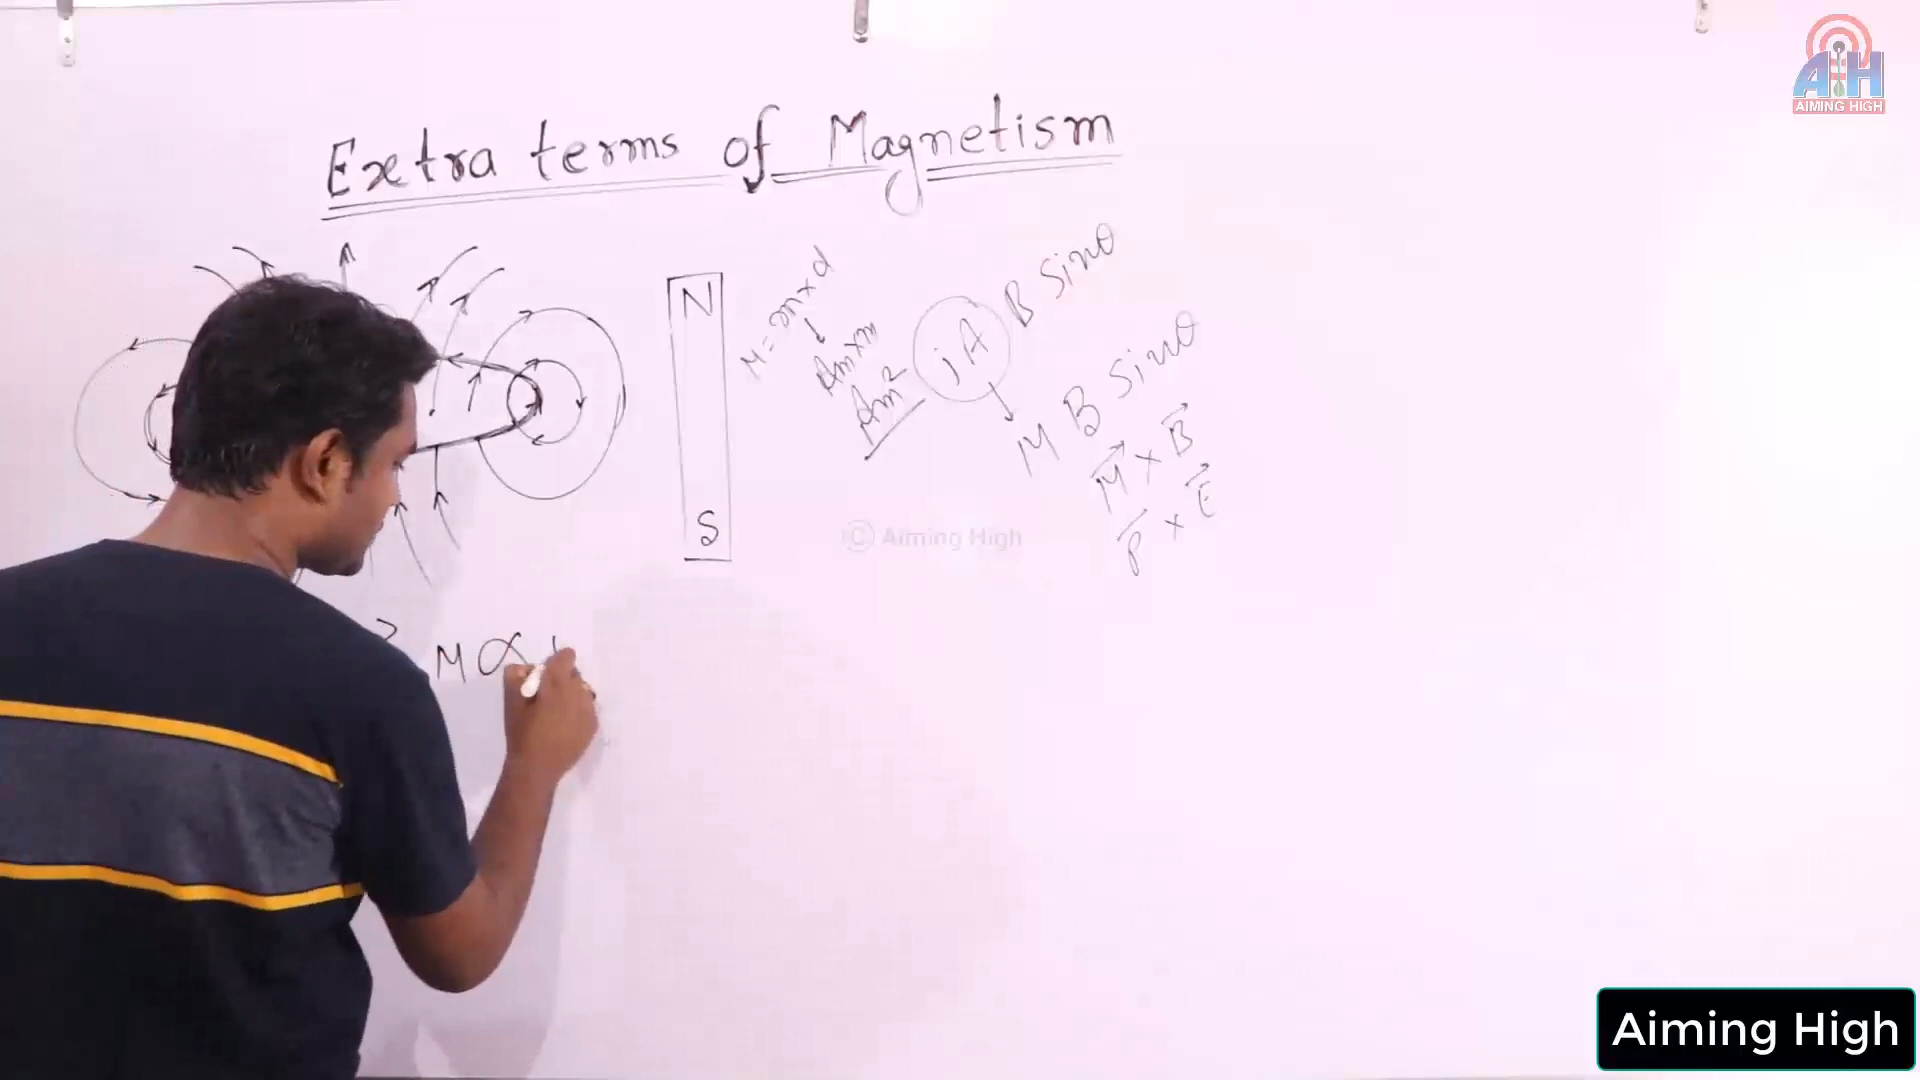 Extra terms of Magnetism
AIMING HIGH
N
S
M = m × d
Am × m
Am²
iA B Sinθ
M B Sinθ
M × B
P × E
© Aiming High
M ∝
Aiming High